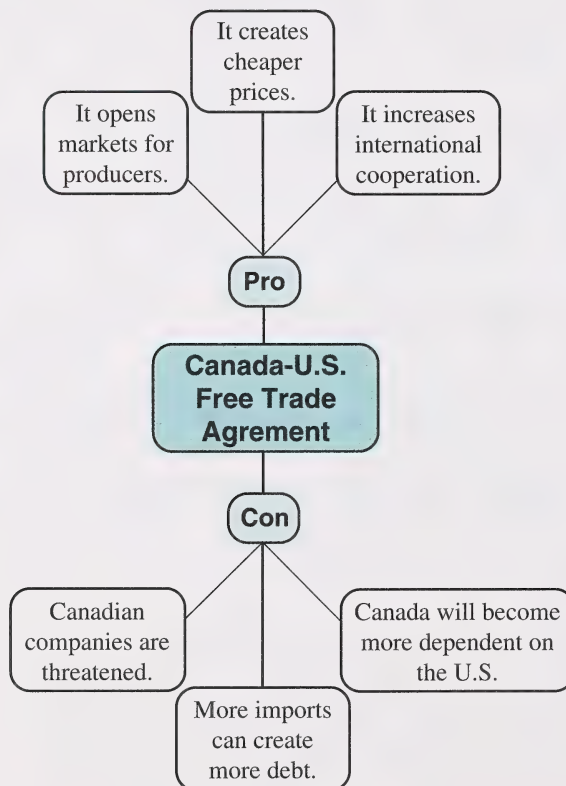 It creates
cheaper
prices.
It opens
markets for
producers.
It increases
international
cooperation.
Pro
Canada-U.S.
Free Trade
Agrement
Con
Canadian
companies are
threatened.
More imports
can create
more debt.
Canada will become
more dependent on
the U.S.